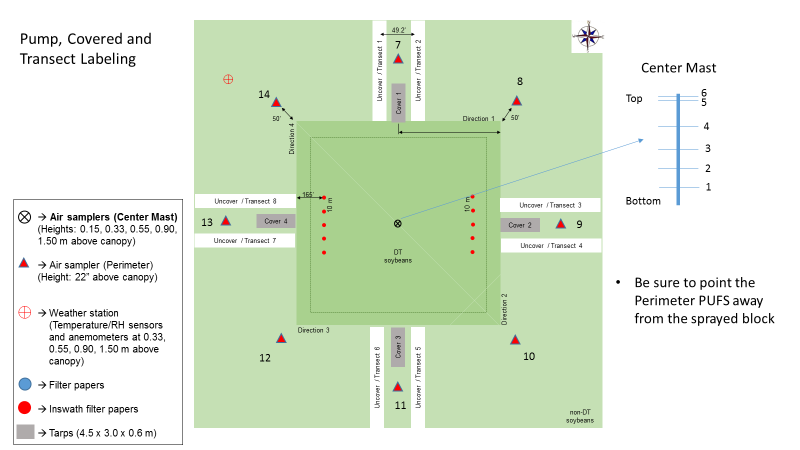 Pump, Covered and
Transect Labeling
49.2'
7
Uncover / Transect 1
Uncover / Transect 2
Cover 1
14
50'
Direction 4
8
50'
Direction 1
Center Mast
Top
6
5
4
3
2
1
Bottom
Uncover / Transect 8
13
Cover 4
Uncover / Transect 7
165'
10 m
10 m
DT
soybeans
Uncover / Transect 3
Cover 2
9
Uncover / Transect 4
Direction 2
Direction 3
12
10
Uncover / Transect 6
Cover 3
Uncover / Transect 5
11
non-DT
soybeans
→ Air samplers (Center Mast)
(Heights: 0.15, 0.33, 0.55, 0.90,
1.50 m above canopy)
→ Air sampler (Perimeter)
(Height: 22” above canopy)
→ Weather station
(Temperature/RH sensors
and anemometers at 0.33,
0.55, 0.90, 1.50 m above
canopy)
→ Filter papers
→ Inswath filter papers
→ Tarps (4.5 x 3.0 x 0.6 m)
• Be sure to point the
Perimeter PUFS away
from the sprayed block